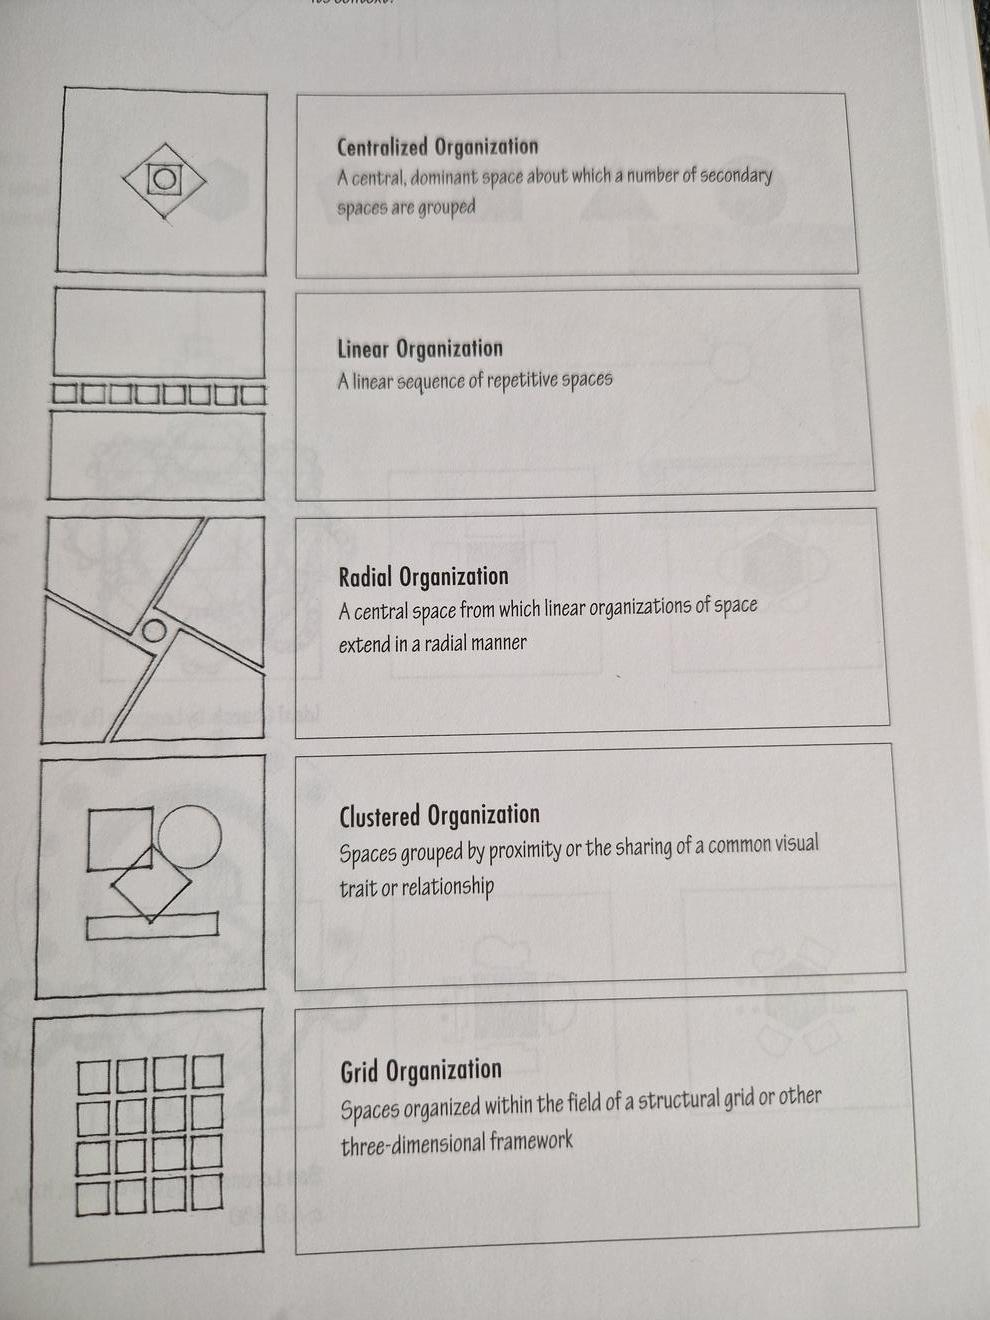 Centralized Organization
A central, dominant space about which a number of secondary
spaces are grouped
Linear Organization
A linear sequence of repetitive spaces
Radial Organization
A central space from which linear organizations of space
extend in a radial manner
Clustered Organization
Spaces grouped by proximity or the sharing of a common visual
trait or relationship
Grid Organization
Spaces organized within the field of a structural grid or other
three-dimensional framework